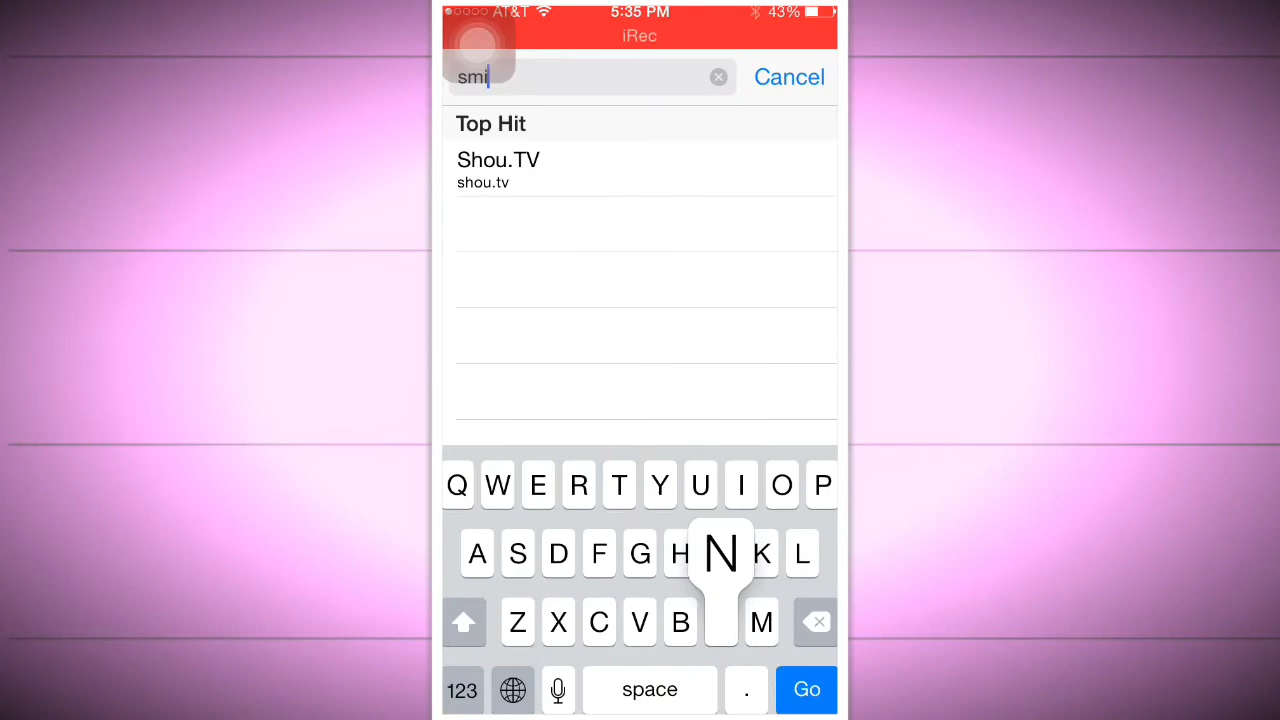 AT&T 5:35 PM 43%
iRec
smi Cancel
Top Hit
Shou.TV
shou.tv
Q W E R T Y U I O P
A S D F G H N K L
Z X C V B M
123 space . Go